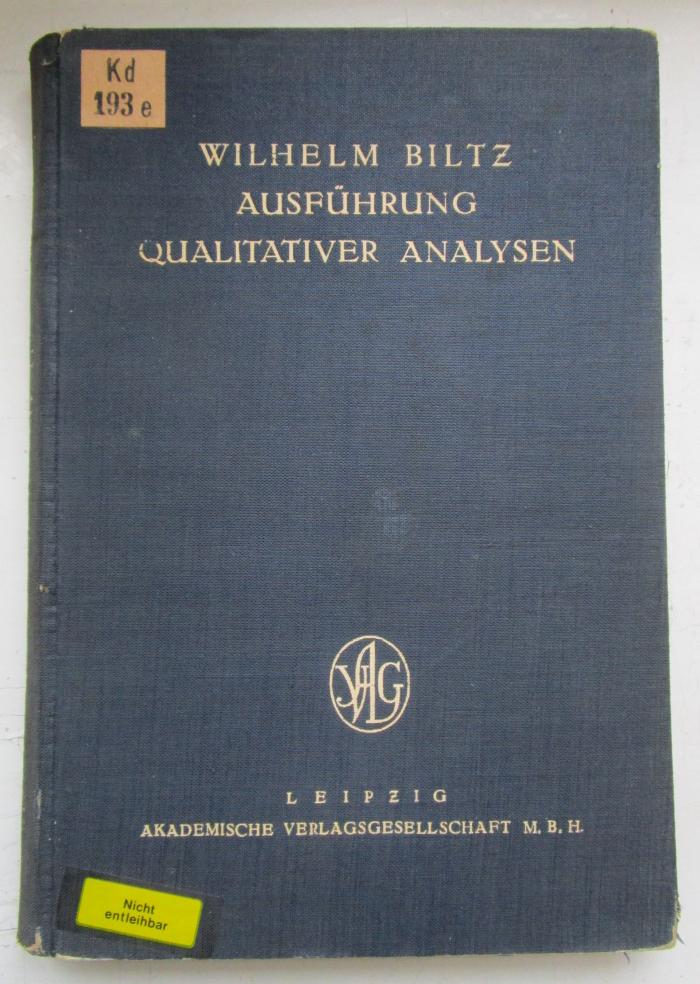 Kd
193 e
WILHELM BILTZ
AUSFÜHRUNG
QUALITATIVER ANALYSEN
AVG
LEIPZIG
AKADEMISCHE VERLAGSGESELLSCHAFT M. B. H.
Nicht
entleihbar